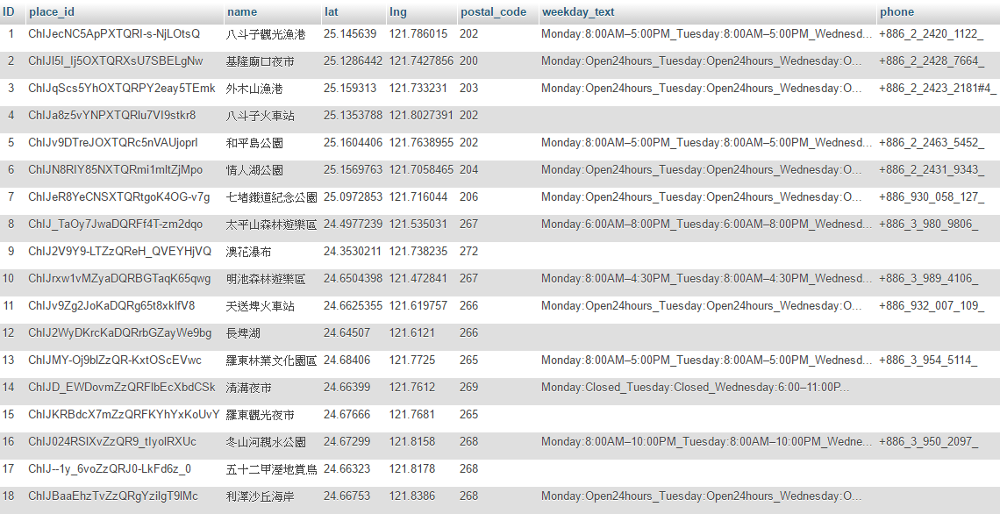 ID place_id name lat lng postal_code weekday_text phone
1 ChIJecNC5ApPXTQRI-s-NjLOtsQ 八斗子觀光漁港 25.145639 121.786015 202 Monday:8:00AM–5:00PM_Tuesday:8:00AM–5:00PM_Wednesd... +886_2_2420_1122_
2 ChIJI5I_Ij5OXTQRXsU7SBELgNw 基隆廟口夜市 25.1286442 121.7427856 200 Monday:Open24hours_Tuesday:Open24hours_Wednesday:O... +886_2_2428_7664_
3 ChIJqScs5YhOXTQRPY2eay5TEmk 外木山漁港 25.159313 121.733231 203 Monday:Open24hours_Tuesday:Open24hours_Wednesday:O... +886_2_2423_2181#4_
4 ChIJa8z5vYNPXTQRlu7VI9stkr8 八斗子火車站 25.1353788 121.8027391 202
5 ChIJv9DTreJOXTQRc5nVAUjoprI 和平島公園 25.1604406 121.7638955 202 Monday:8:00AM–5:00PM_Tuesday:8:00AM–5:00PM_Wednesd... +886_2_2463_5452_
6 ChIJN8RIY85NXTQRmi1mItZjMpo 情人湖公園 25.1569763 121.7058465 204 Monday:Open24hours_Tuesday:Open24hours_Wednesday:O... +886_2_2431_9343_
7 ChIJeR8YeCNSXTQRtgoK4OG-v7g 七堵鐵道紀念公園 25.0972853 121.716044 206 Monday:Open24hours_Tuesday:Open24hours_Wednesday:O... +886_930_058_127_
8 ChIJ_TaOy7JwaDQRFf4T-zm2dqo 太平山森林遊樂區 24.4977239 121.535031 267 Monday:6:00AM–8:00PM_Tuesday:6:00AM–8:00PM_Wednesd... +886_3_980_9806_
9 ChIJ2V9Y9-LTZzQReH_QVEYHjVQ 澳花瀑布 24.3530211 121.738235 272
10 ChIJrxw1vMZyaDQRBGTaqK65qwg 明池森林遊樂區 24.6504398 121.472841 267 Monday:8:00AM–4:30PM_Tuesday:8:00AM–4:30PM_Wednesd... +886_3_989_4106_
11 ChIJv9Zg2JoKaDQRg65t8xkIfV8 天送埤火車站 24.6625355 121.619757 266 Monday:Open24hours_Tuesday:Open24hours_Wednesday:O... +886_932_007_109_
12 ChIJ2WyDKrcKaDQRrbGZayWe9bg 長埤湖 24.64507 121.6121 266
13 ChIJMY-Oj9blZzQR-KxtOScEVwc 羅東林業文化園區 24.68406 121.7725 265 Monday:8:00AM–5:00PM_Tuesday:8:00AM–5:00PM_Wednesd... +886_3_954_5114_
14 ChIJD_EWDovmZzQRFIbEcXbdCSk 清溝夜市 24.66399 121.7612 269 Monday:Closed_Tuesday:Closed_Wednesday:6:00–11:00P...
15 ChIJKRBdcX7mZzQRFKYhYxKoUvY 羅東觀光夜市 24.67666 121.7681 265
16 ChIJ024RSIXvZzQR9_tIyolRXUc 冬山河親水公園 24.67299 121.8158 268 Monday:8:00AM–10:00PM_Tuesday:8:00AM–10:00PM_Wedne... +886_3_950_2097_
17 ChIJ--1y_6voZzQRJ0-LkFd6z_0 五十二甲溼地賞鳥 24.66323 121.8178 268
18 ChIJBaaEhzTvZzQRgYziIgT9lMc 利澤沙丘海岸 24.66753 121.8386 268 Monday:Open24hours_Tuesday:Open24hours_Wednesday:O...